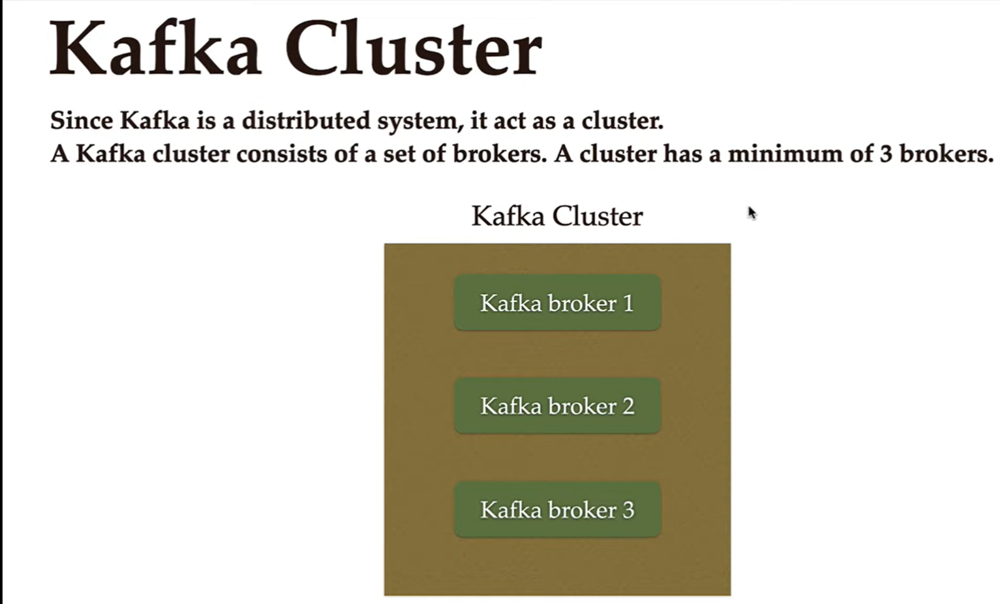 Kafka Cluster
Since Kafka is a distributed system, it act as a cluster.
A Kafka cluster consists of a set of brokers. A cluster has a minimum of 3 brokers.
Kafka Cluster
Kafka broker 1
Kafka broker 2
Kafka broker 3